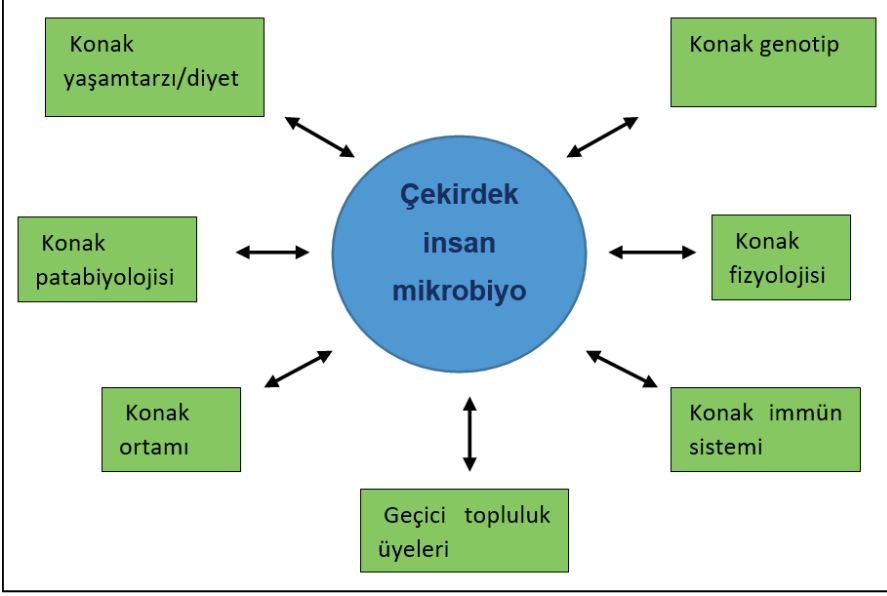 Konak
yaşamtarzı/diyet
Konak genotip
Çekirdek
insan
mikrobiyo
Konak
patabiyolojisi
Konak
fizyolojisi
Konak
ortamı
Konak immün
sistemi
Geçici topluluk
üyeleri